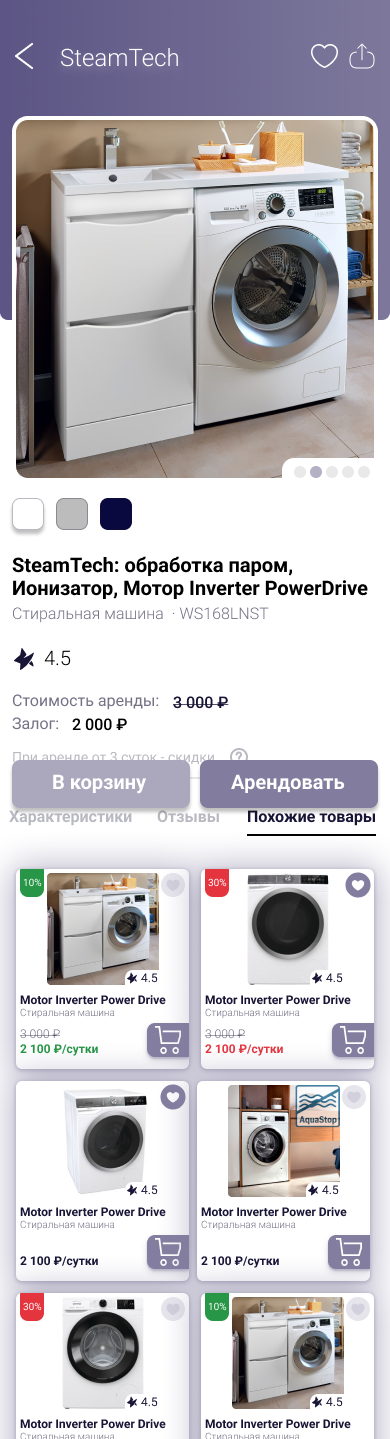 SteamTech
SteamTech: обработка паром,
Ионизатор, Мотор Inverter PowerDrive
Стиральная машина · WS168LNST
4.5
Стоимость аренды: 3 000 ₽
Залог: 2 000 ₽
При аренде от 3 суток - скидки ?
В корзину Арендовать
Характеристики Отзывы Похожие товары
10%
4.5
Motor Inverter Power Drive
Стиральная машина
3 000 ₽
2 100 ₽/сутки
30%
4.5
Motor Inverter Power Drive
Стиральная машина
3 000 ₽
2 100 ₽/сутки
4.5
Motor Inverter Power Drive
Стиральная машина
2 100 ₽/сутки
AquaStop
4.5
Motor Inverter Power Drive
Стиральная машина
2 100 ₽/сутки
30%
4.5
Motor Inverter Power Drive
Стиральная машина
10%
4.5
Motor Inverter Power Drive
Стиральная машина